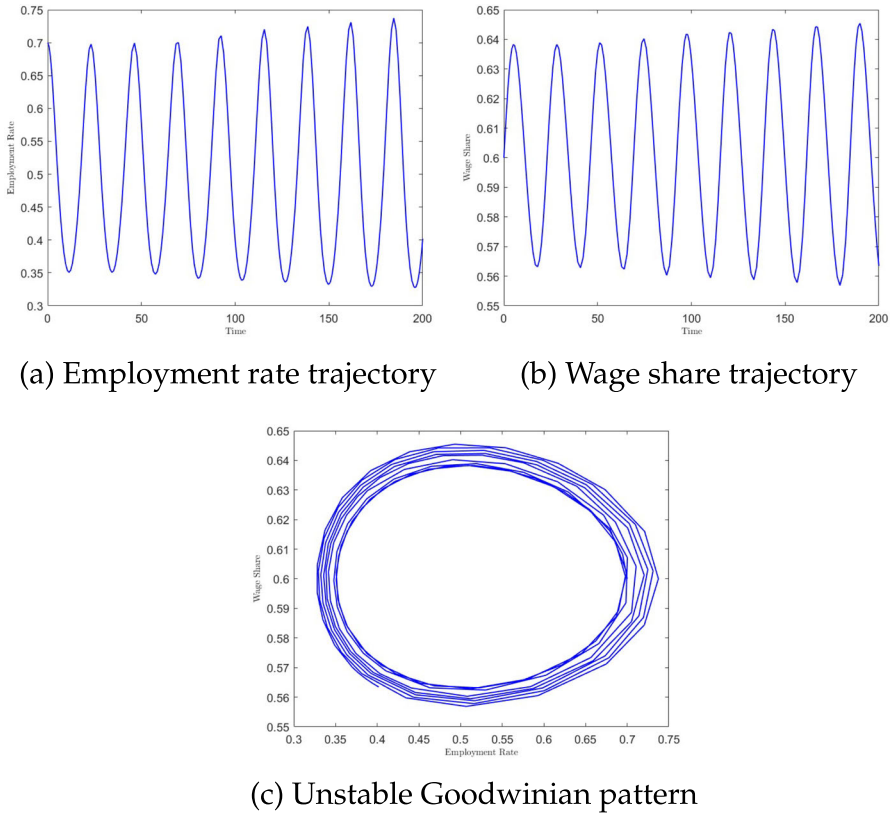 0.75
0.7
0.65
0.6
0.55
0.5
0.45
0.4
0.35
0.3
Employment Rate
0 50 100 150 200
Time
0.65
0.64
0.63
0.62
0.61
0.6
0.59
0.58
0.57
0.56
0.55
Wage Share
0 50 100 150 200
Time
(a) Employment rate trajectory
(b) Wage share trajectory
0.65
0.64
0.63
0.62
0.61
0.6
0.59
0.58
0.57
0.56
0.55
Wage Share
0.3 0.35 0.4 0.45 0.5 0.55 0.6 0.65 0.7 0.75
Employment Rate
(c) Unstable Goodwinian pattern